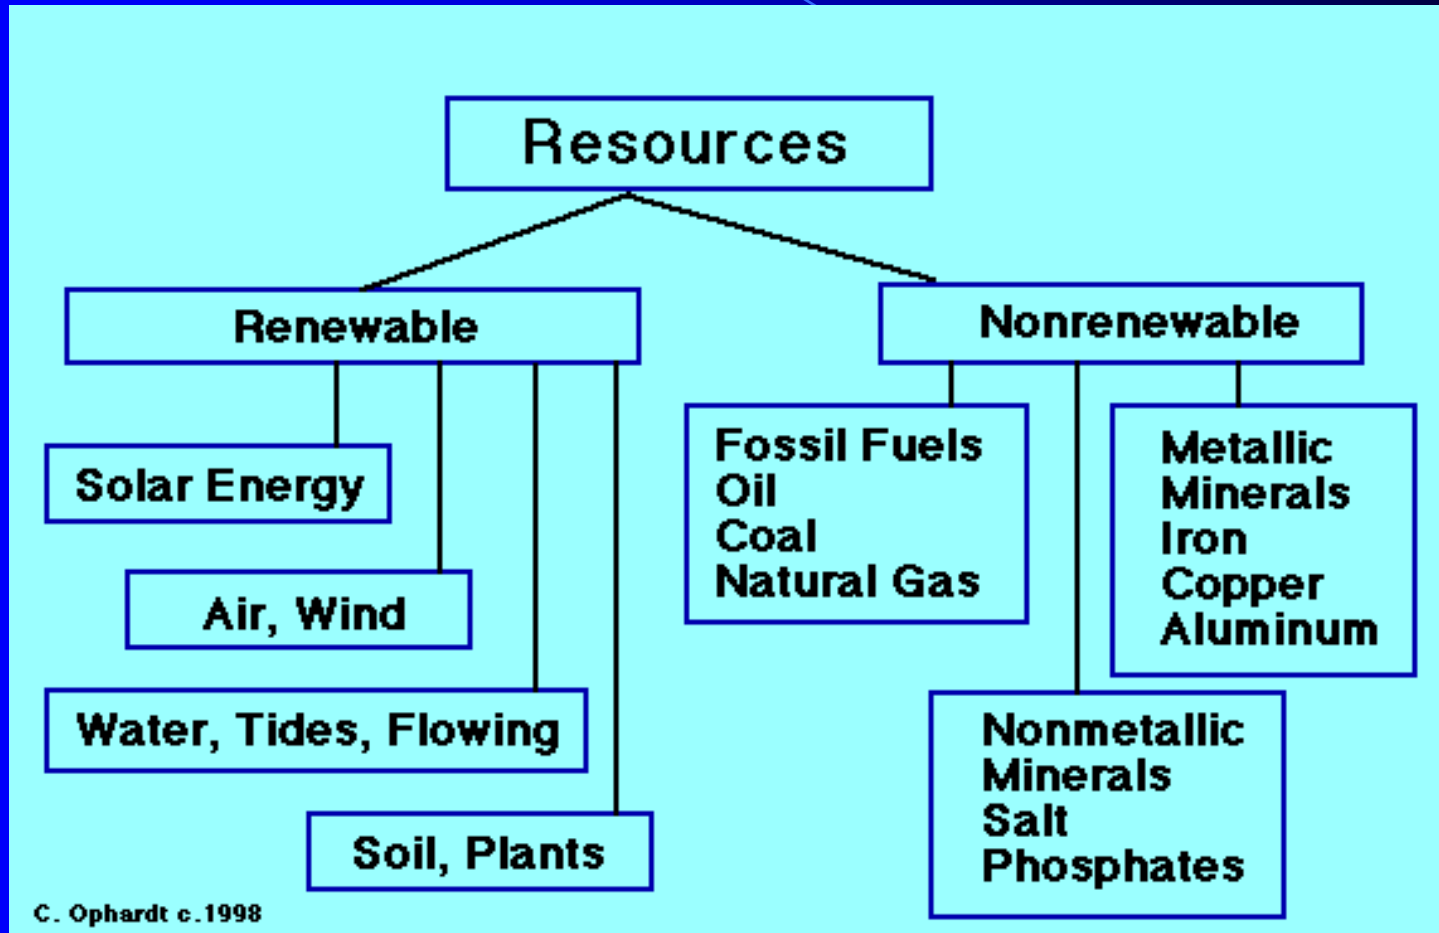 Resources
Renewable
Nonrenewable
Solar Energy
Air, Wind
Water, Tides, Flowing
Soil, Plants
Fossil Fuels
Oil
Coal
Natural Gas
Metallic
Minerals
Iron
Copper
Aluminum
Nonmetallic
Minerals
Salt
Phosphates
C. Ophardt c.1998